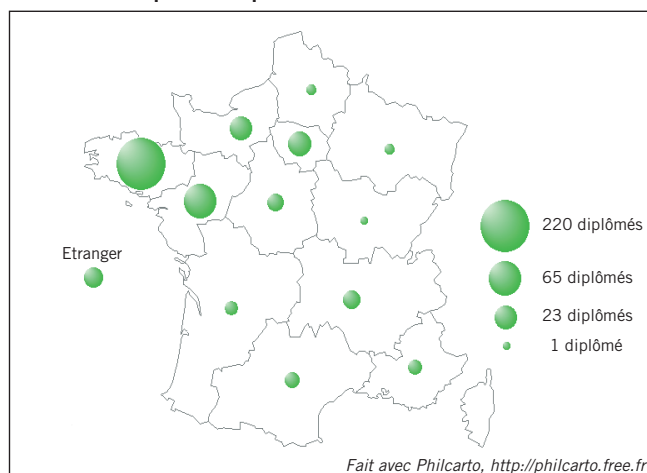 Etranger
220 diplômés
65 diplômés
23 diplômés
1 diplômé
Fait avec Philcarto, http://philcarto.free.fr